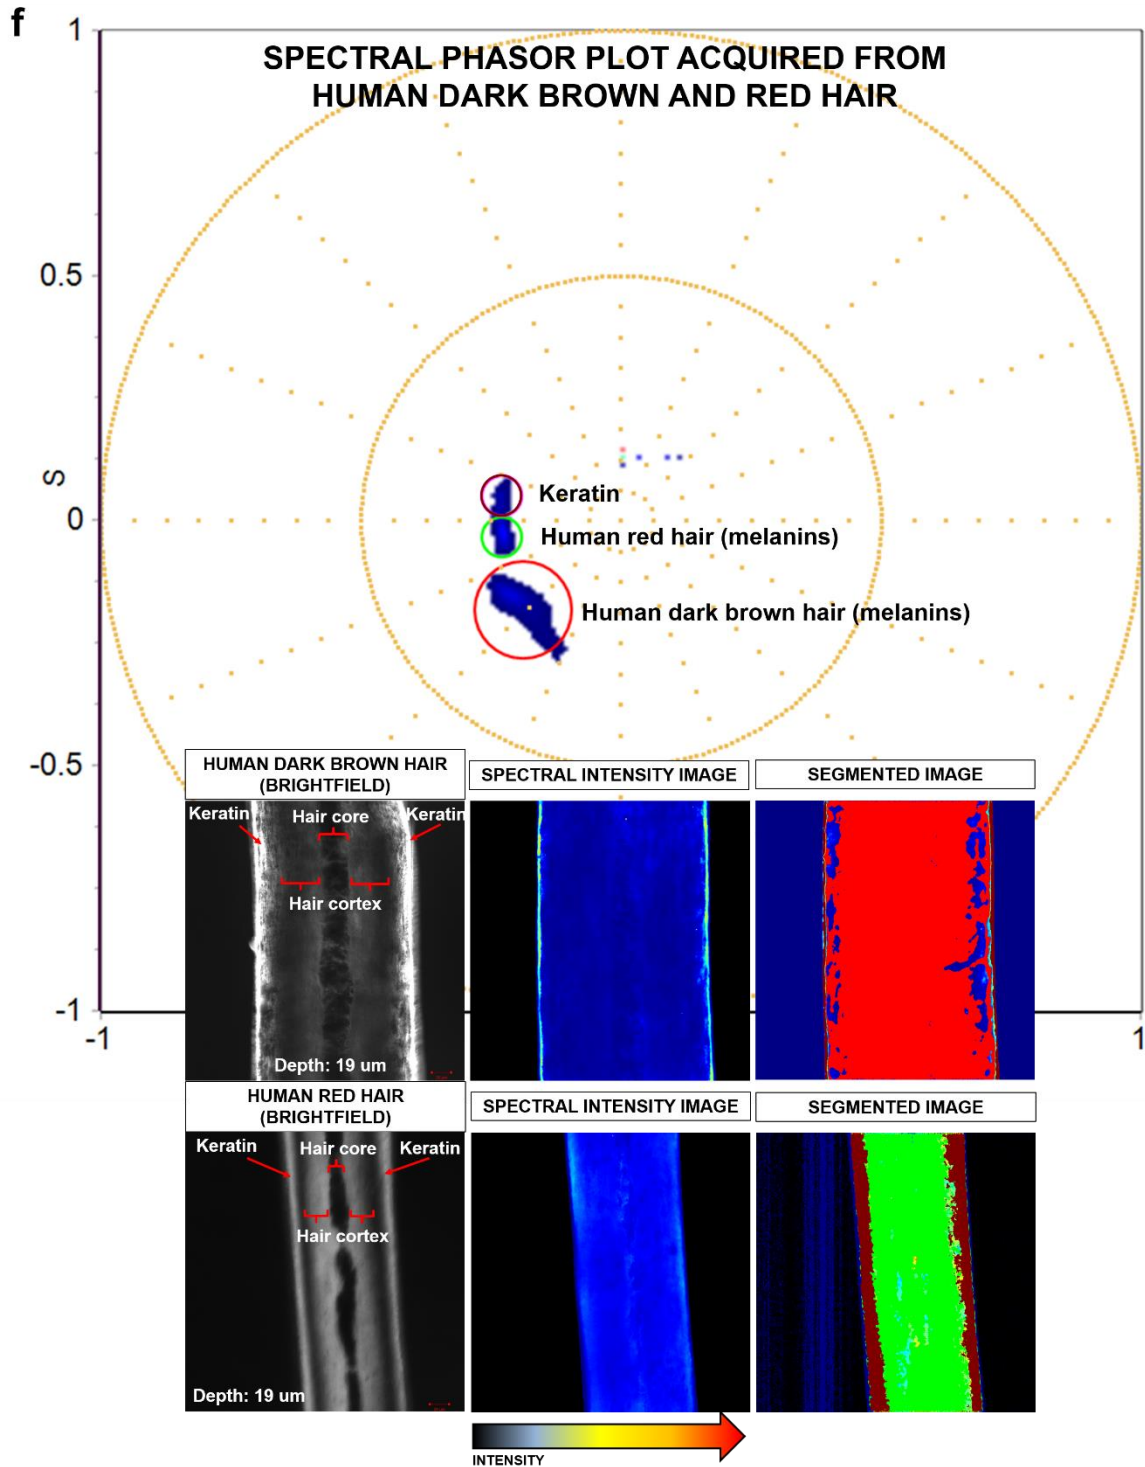 f
SPECTRAL PHASOR PLOT ACQUIRED FROM
HUMAN DARK BROWN AND RED HAIR
1
0.5
S
0
-0.5
-1
-1
1
Keratin
Human red hair (melanins)
Human dark brown hair (melanins)
HUMAN DARK BROWN HAIR
(BRIGHTFIELD)
SPECTRAL INTENSITY IMAGE
SEGMENTED IMAGE
Keratin
Hair core
Keratin
Hair cortex
Depth: 19 um
HUMAN RED HAIR
(BRIGHTFIELD)
SPECTRAL INTENSITY IMAGE
SEGMENTED IMAGE
Keratin
Hair core
Keratin
Hair cortex
Depth: 19 um
INTENSITY